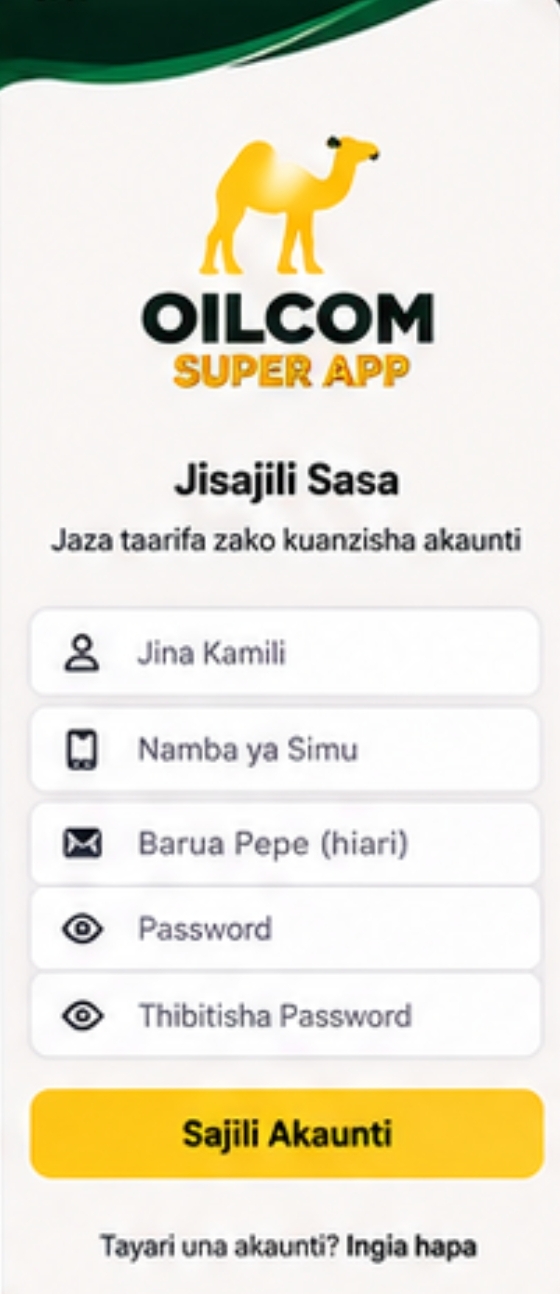 OILCOM
SUPER APP
Jisajili Sasa
Jaza taarifa zako kuanzisha akaunti
Jina Kamili
Namba ya Simu
Barua Pepe (hiari)
Password
Thibitisha Password
Sajili Akaunti
Tayari una akaunti? Ingia hapa